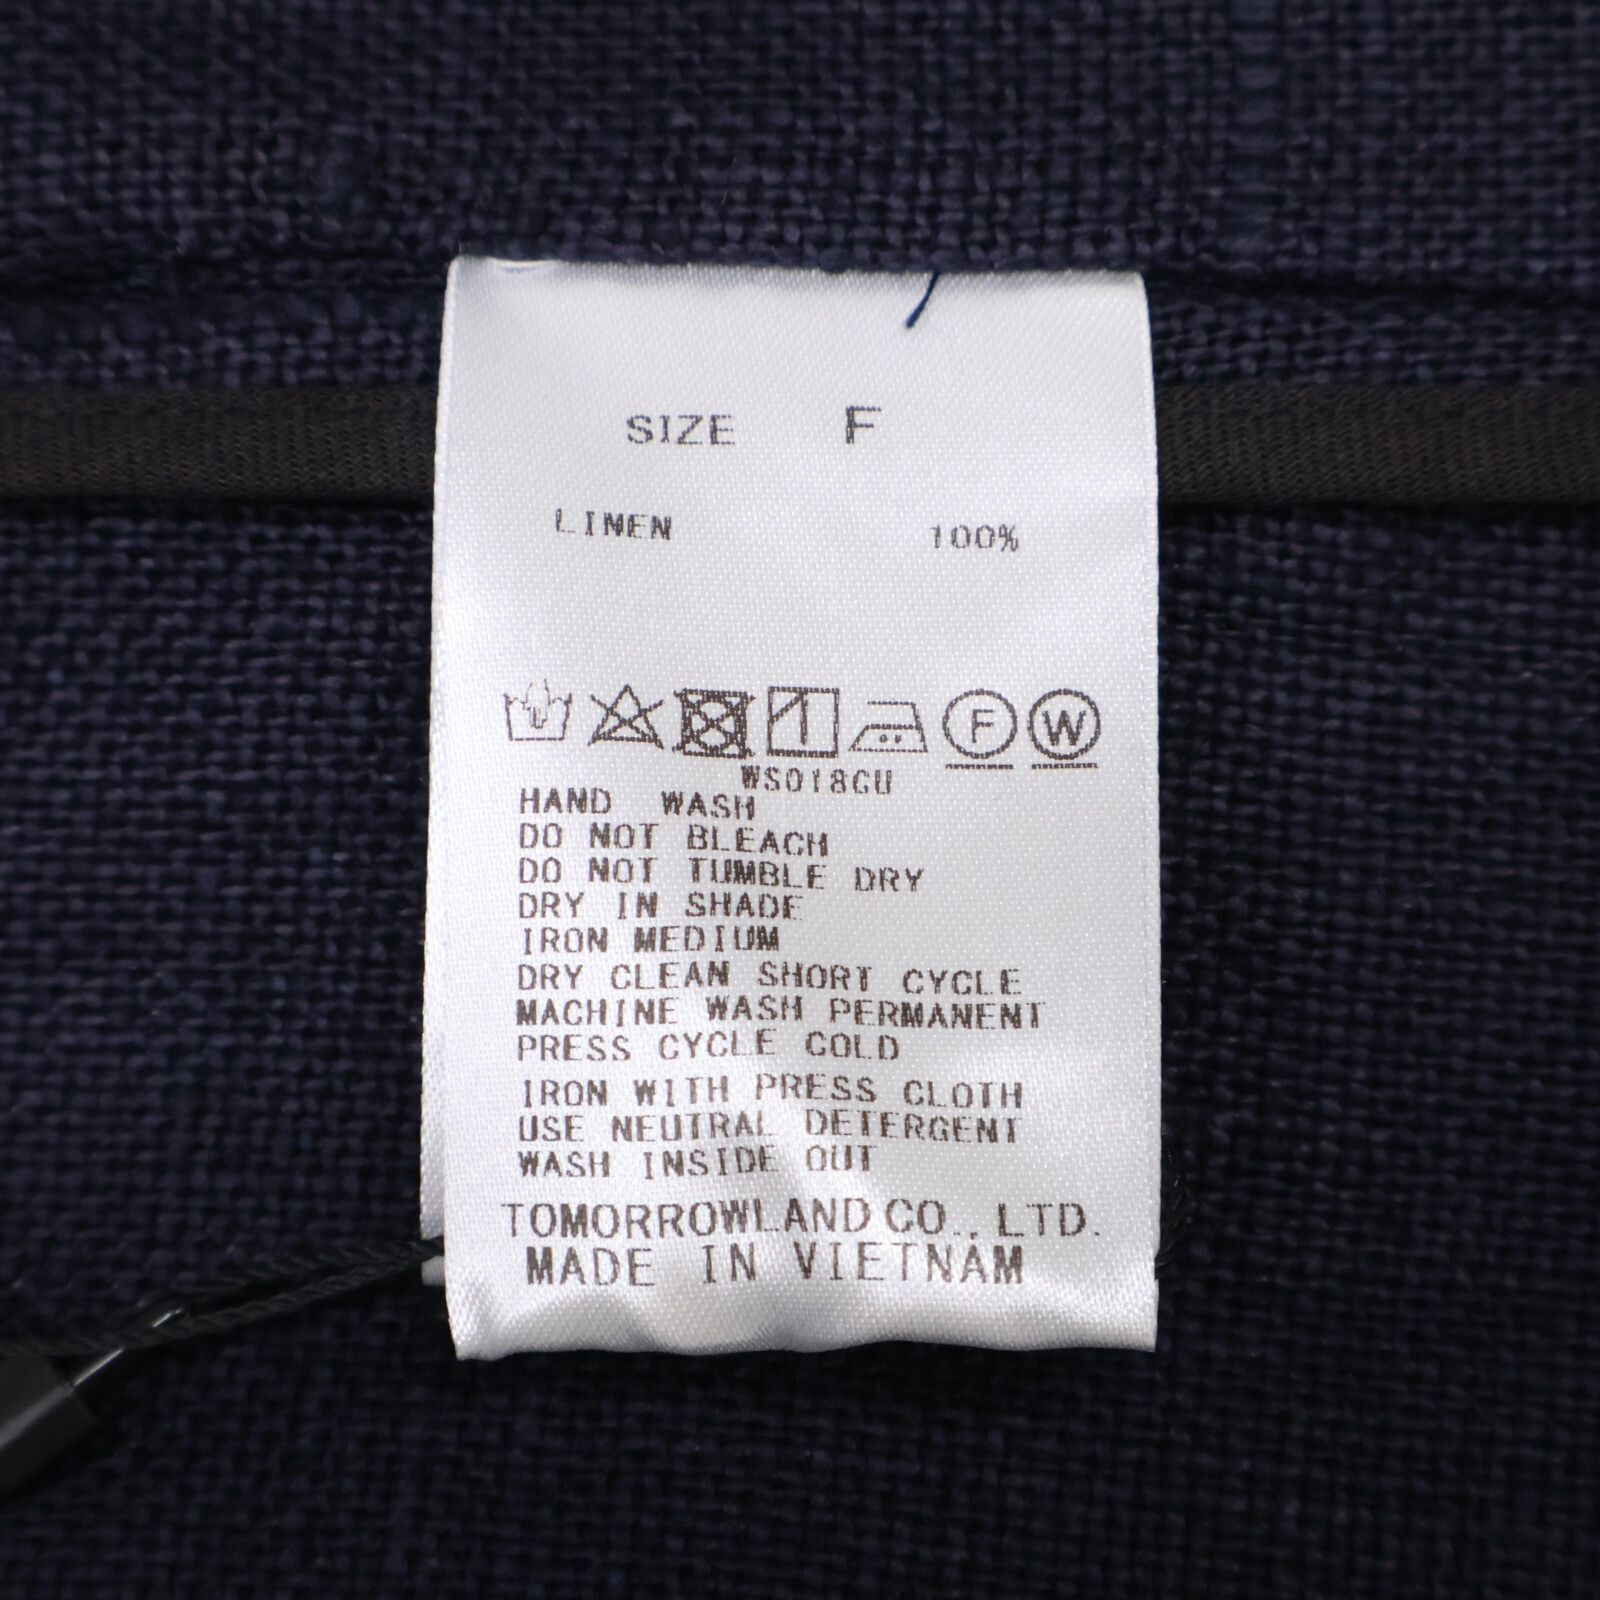 SIZE F
LINEN 100%
F W
WS018GU
HAND WASH
DO NOT BLEACH
DO NOT TUMBLE DRY
DRY IN SHADE
IRON MEDIUM
DRY CLEAN SHORT CYCLE
MACHINE WASH PERMANENT
PRESS CYCLE COLD
IRON WITH PRESS CLOTH
USE NEUTRAL DETERGENT
WASH INSIDE OUT
TOMORROWLAND CO., LTD.
MADE IN VIETNAM